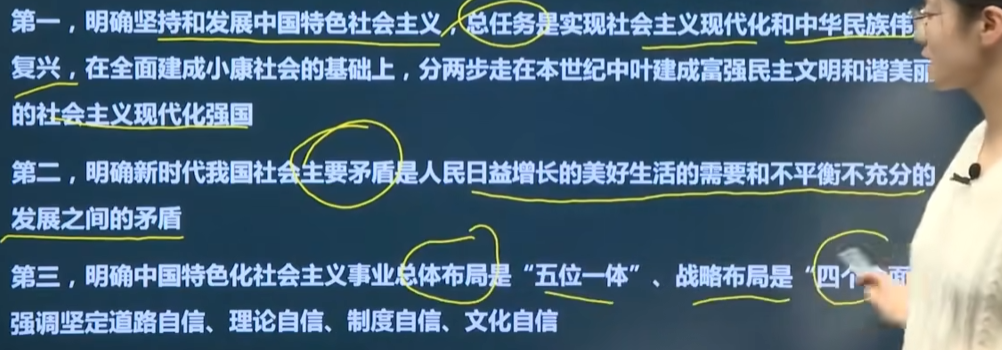 第一，明确坚持和发展中国特色社会主义，总任务是实现社会主义现代化和中华民族伟
复兴，在全面建成小康社会的基础上，分两步走在本世纪中叶建成富强民主文明和谐美丽
的社会主义现代化强国
第二，明确新时代我国社会主要矛盾是人民日益增长的美好生活的需要和不平衡不充分的
发展之间的矛盾
第三，明确中国特色化社会主义事业总体布局是“五位一体”、战略布局是“四个 面
强调坚定道路自信、理论自信、制度自信、文化自信